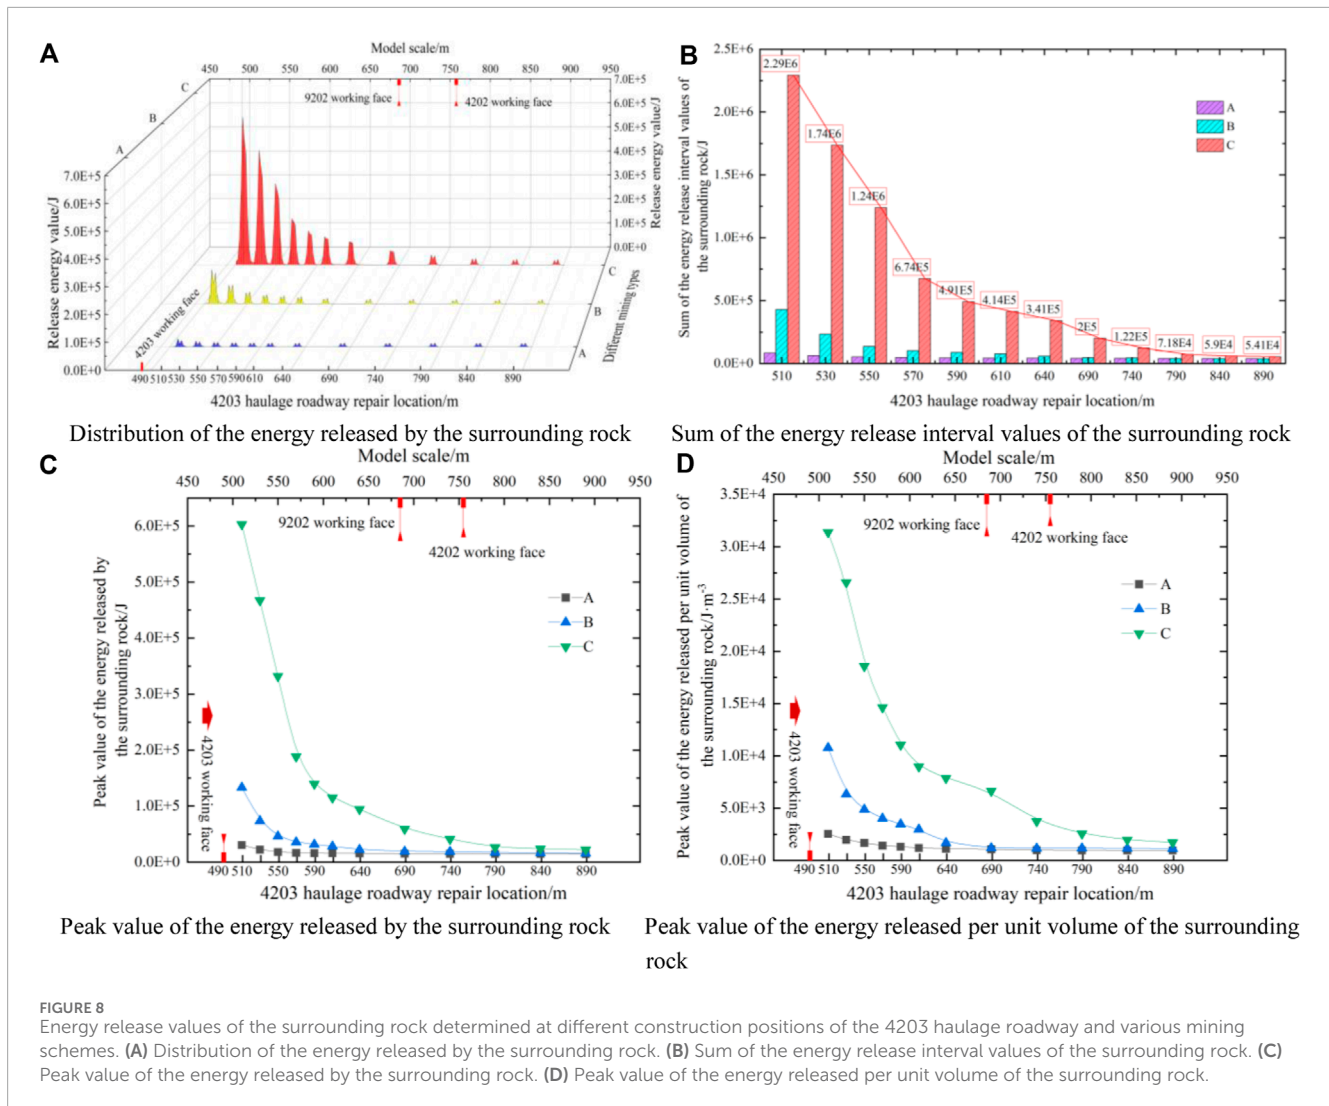 A
Model scale/m
450 500 550 600 650 700 750 800 850 900 950
9202 working face
4202 working face
C
B
A
7.0E+5
6.0E+5
5.0E+5
4.0E+5
3.0E+5
2.0E+5
1.0E+5
0.0E+0
Release energy value/J
7.0E+5
6.0E+5
5.0E+5
4.0E+5
3.0E+5
2.0E+5
1.0E+5
0.0E+0
Release energy value/J
4203 working face
C
B
A
Different mining types
490 510 530 550 570 590 610 640 690 740 790 840 890
4203 haulage roadway repair location/m
Distribution of the energy released by the surrounding rock
B
2.5E+6
2.0E+6
1.5E+6
1.0E+6
5.0E+5
0.0E+0
Sum of the energy release interval values of
the surrounding rock/J
2.29E6
1.74E6
1.24E6
6.74E5
4.91E5
4.14E5
3.41E5
2E5
1.22E5
7.18E4
5.9E4
5.41E4
A
B
C
510 530 550 570 590 610 640 690 740 790 840 890
4203 haulage roadway repair location/m
Sum of the energy release interval values of the surrounding rock
C
Model scale/m
450 500 550 600 650 700 750 800 850 900 950
9202 working face
4202 working face
6.0E+5
5.0E+5
4.0E+5
3.0E+5
2.0E+5
1.0E+5
0.0E+0
Peak value of the energy released by
the surrounding rock/J
A
B
C
4203 working face
490 510 550 590 640 690 740 790 840 890
4203 haulage roadway repair location/m
Peak value of the energy released by the surrounding rock
D
Model scale/m
450 500 550 600 650 700 750 800 850 900 950
9202 working face
4202 working face
3.5E+4
3.0E+4
2.5E+4
2.0E+4
1.5E+4
1.0E+4
5.0E+3
0.0E+0
Peak value of the energy released per unit volume of
the surrounding rock/J·m⁻³
A
B
C
4203 working face
490 510 550 590 640 690 740 790 840 890
4203 haulage roadway repair location/m
Peak value of the energy released per unit volume of the surrounding
rock
FIGURE 8
Energy release values of the surrounding rock determined at different construction positions of the 4203 haulage roadway and various mining
schemes. (A) Distribution of the energy released by the surrounding rock. (B) Sum of the energy release interval values of the surrounding rock. (C)
Peak value of the energy released by the surrounding rock. (D) Peak value of the energy released per unit volume of the surrounding rock.